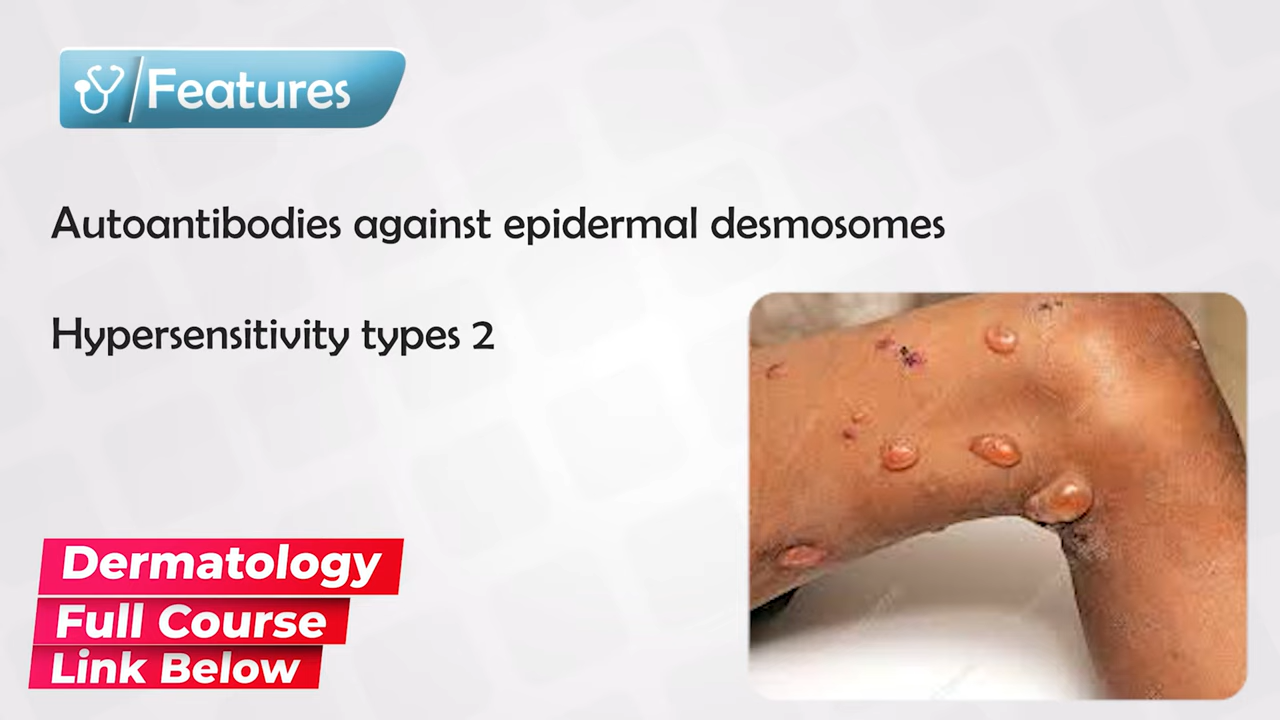 Features
Autoantibodies against epidermal desmosomes
Hypersensitivity types 2
Dermatology
Full Course
Link Below